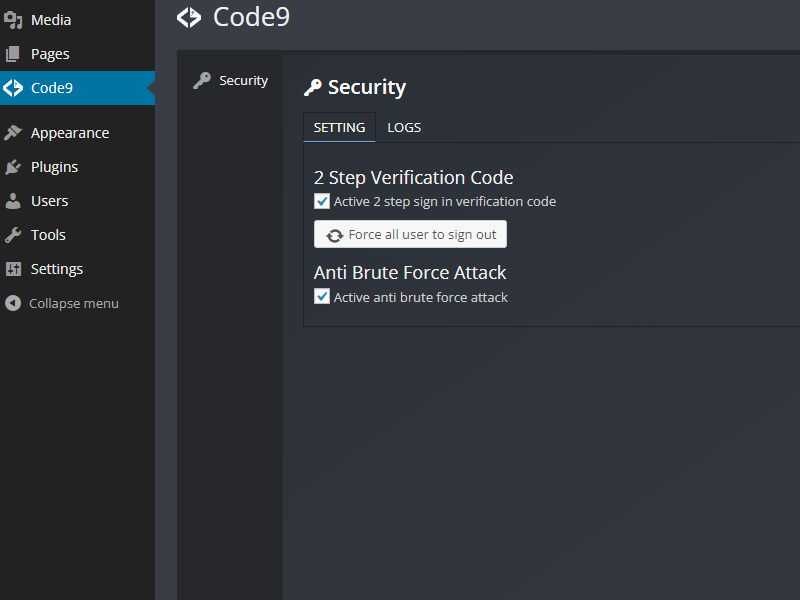 Media
Pages
Code9
Appearance
Plugins
Users
Tools
Settings
Collapse menu
Code9
Security
Security
SETTING LOGS
2 Step Verification Code
Active 2 step sign in verification code
Force all user to sign out
Anti Brute Force Attack
Active anti brute force attack